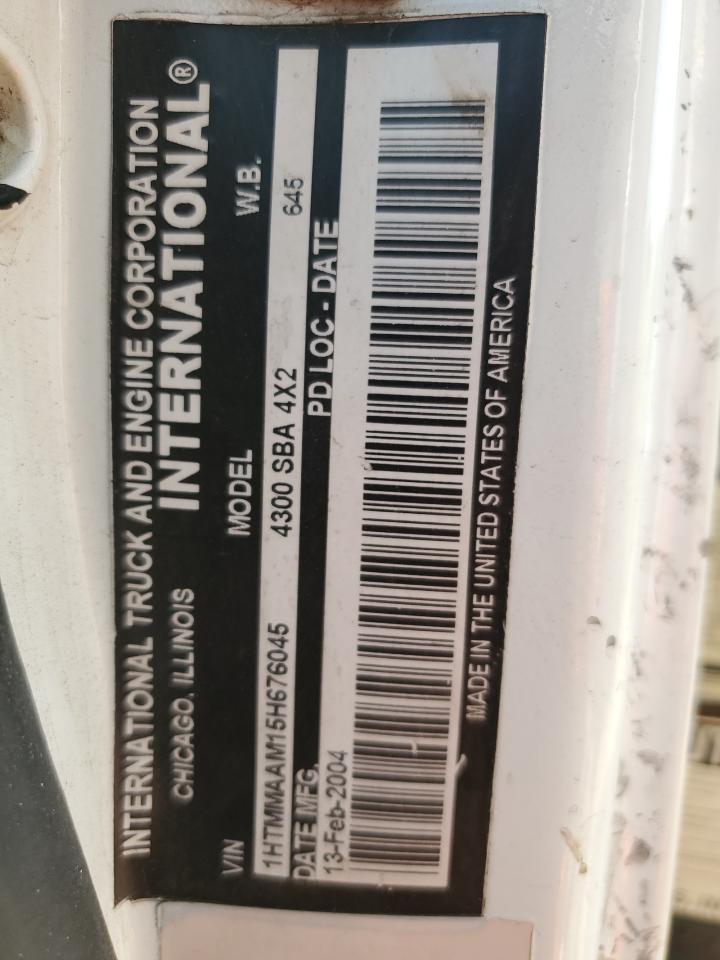 INTERNATIONAL TRUCK AND ENGINE CORPORATION
CHICAGO, ILLINOIS INTERNATIONAL®
VIN MODEL W.B.
1HTMMAAM15H676045 4300 SBA 4X2 645
DATE MFG. PD LOC - DATE
13-Feb-2004
MADE IN THE UNITED STATES OF AMERICA